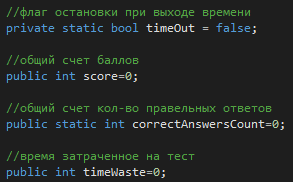 //флаг остановки при выходе времени
private static bool timeOut = false;
//общий счет баллов
public int score=0;
//общий счет кол-во правельных ответов
public static int correctAnswersCount=0;
//время затраченное на тест
public int timeWaste=0;